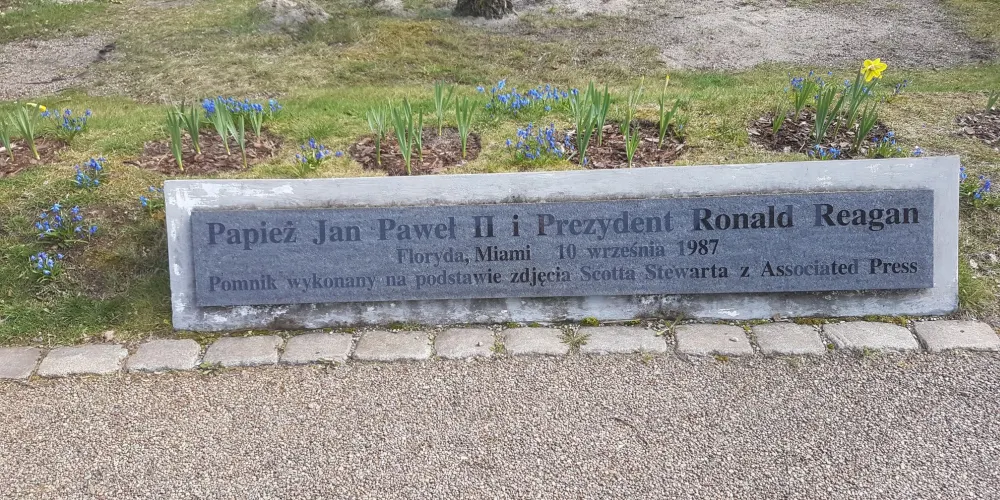 Papież Jan Paweł II i Prezydent Ronald Reagan
Floryda, Miami 10 września 1987
Pomnik wykonany na podstawie zdjęcia Scotta Stewarta z Associated Press